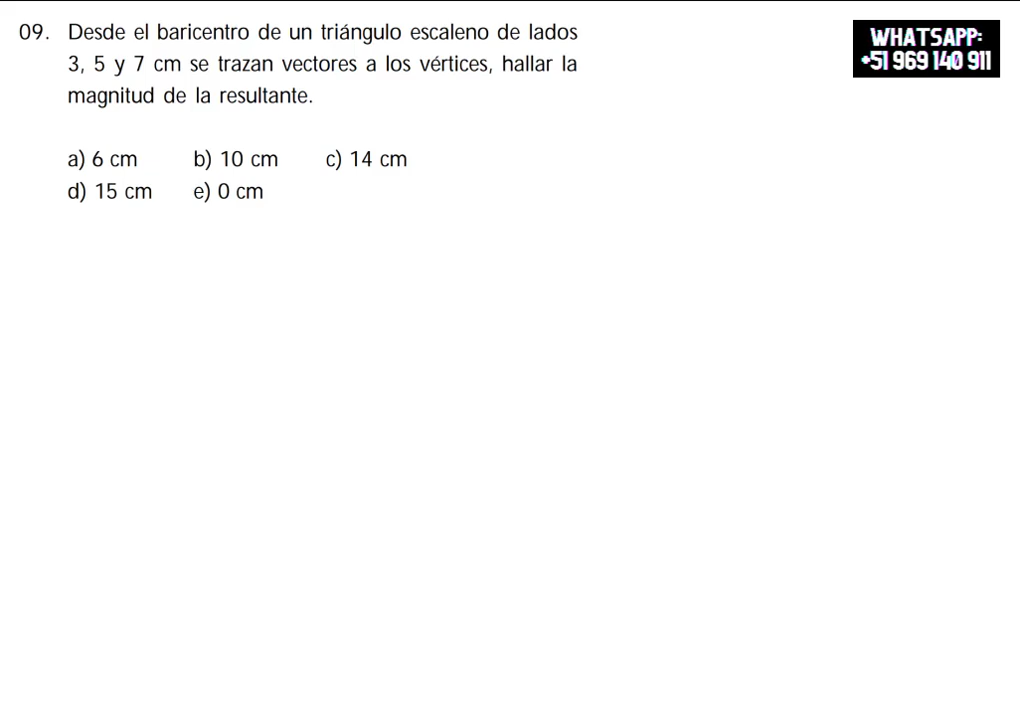 09. Desde el baricentro de un triángulo escaleno de lados
3, 5 y 7 cm se trazan vectores a los vértices, hallar la
magnitud de la resultante.
a) 6 cm b) 10 cm c) 14 cm
d) 15 cm e) 0 cm
WHATSAPP:
+51 969 140 911